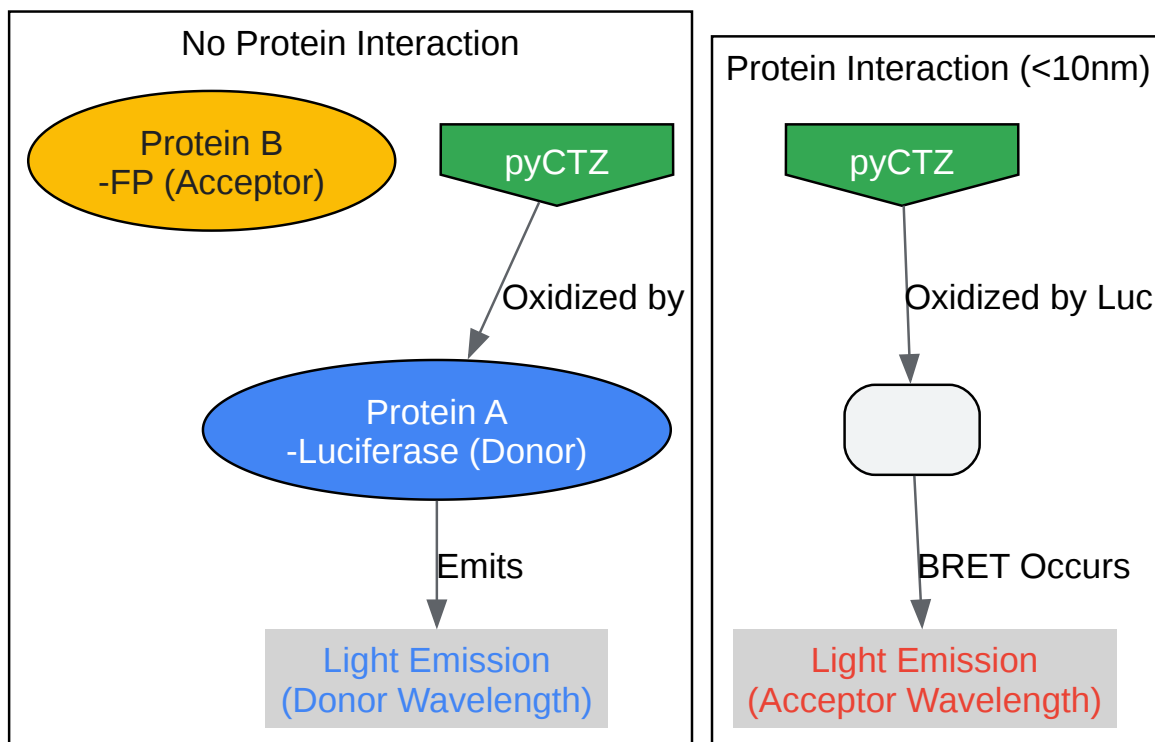 No Protein Interaction
Protein B
-FP (Acceptor)
pyCTZ
Oxidized by
Protein A
-Luciferase (Donor)
Emits
Light Emission
(Donor Wavelength)
Protein Interaction (<10nm)
pyCTZ
Oxidized by Luc
BRET Occurs
Light Emission
(Acceptor Wavelength)